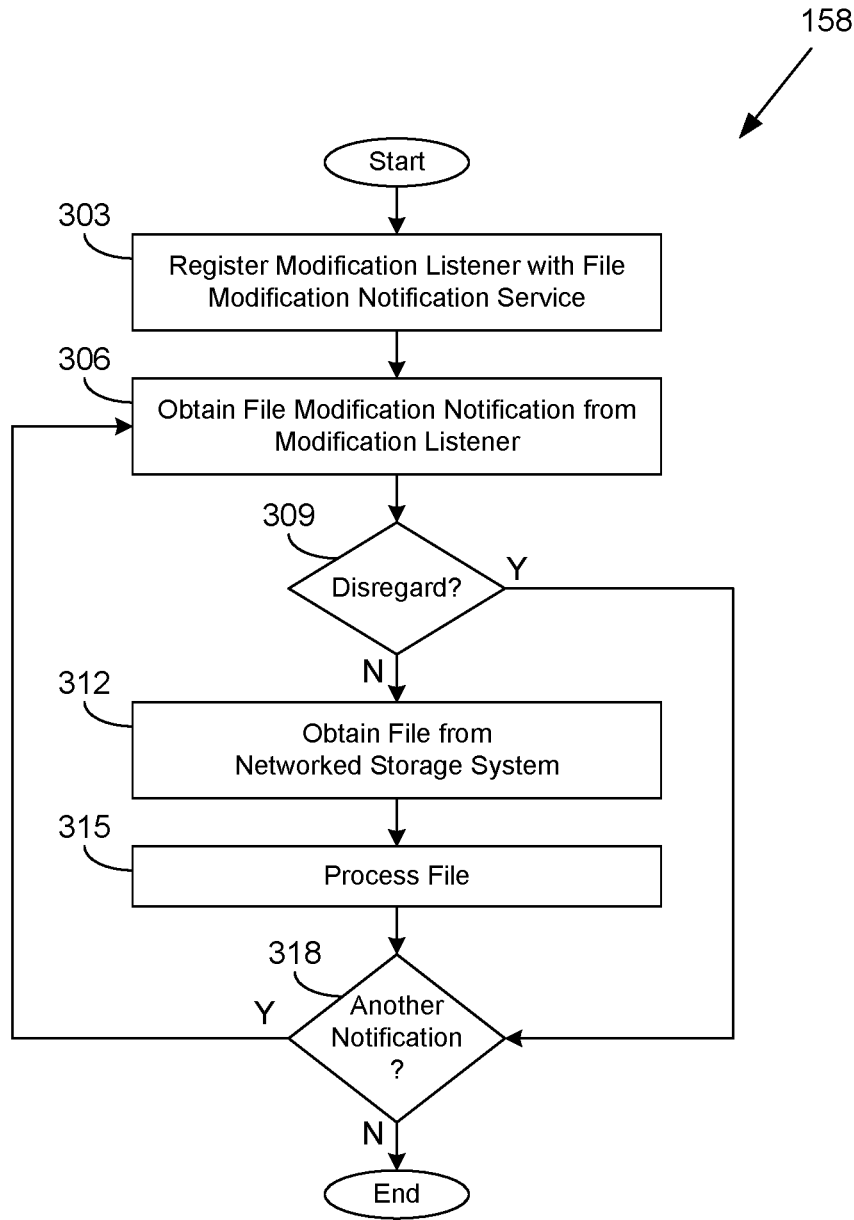 158
Start
303
Register Modification Listener with File
Modification Notification Service
306
Obtain File Modification Notification from
Modification Listener
309
Disregard?
Y
N
312
Obtain File from
Networked Storage System
315
Process File
318
Another
Notification
?
Y
N
End